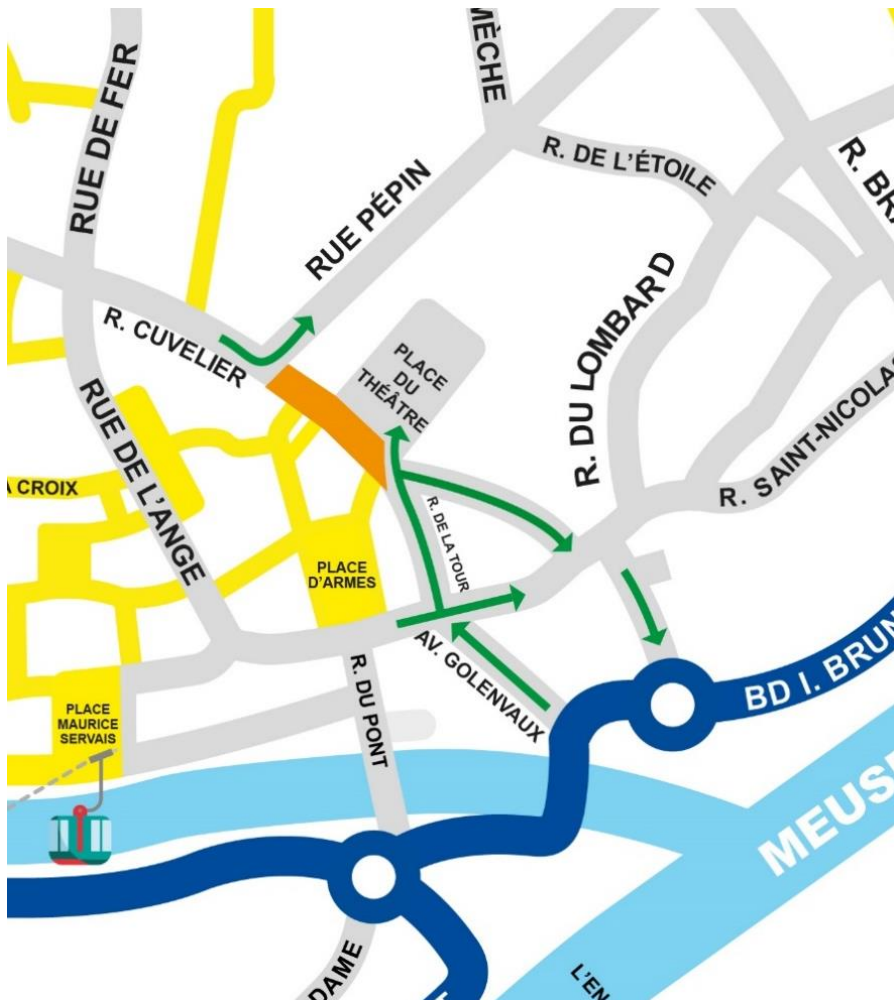 RUE DE FER
MÈCHE
R. DE L'ÉTOILE
RUE PÉPIN
R. CUVELIER
PLACE
DU
THÉÂTRE
R. DU LOMBARD
RUE DE L'ANGE
R. SAINT-NICOLAS
CROIX
R. DE LA TOUR
PLACE
D'ARMES
AV. GOLENVAUX
R. DU PONT
PLACE
MAURICE
SERVAIS
BD I. BRUN
MEUSE
DAME
L'EN